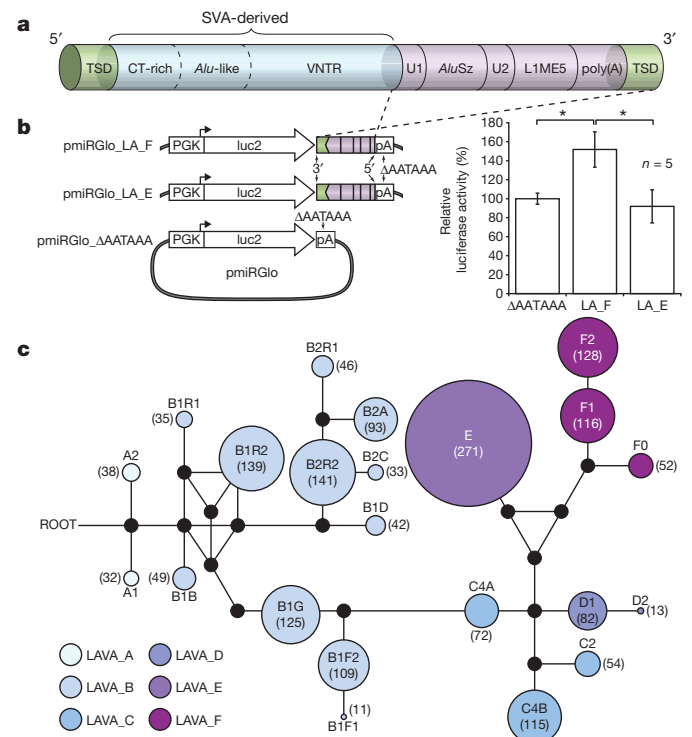 a
SVA-derived
5′
3′
TSD
CT-rich
Alu-like
VNTR
U1
AluSz
U2
L1ME5
poly(A)
TSD
b
pmiRGlo_LA_F
PGK
luc2
pA
3′
5′
ΔAATAAA
pmiRGlo_LA_E
PGK
luc2
pA
ΔAATAAA
pmiRGlo_ΔAATAAA
PGK
luc2
pA
pmiRGlo
Relative
luciferase activity (%)
180
160
140
120
100
80
60
40
20
0
*
*
n = 5
ΔAATAAA
LA_F
LA_E
c
F2
(128)
F1
(116)
F0
(52)
E
(271)
B2R1
(46)
B2A
(93)
B2R2
(141)
B2C
(33)
B1D
(42)
B1R1
(35)
B1R2
(139)
A2
(38)
ROOT
(32)
A1
(49)
B1B
B1G
(125)
B1F2
(109)
(11)
B1F1
C4A
(72)
D1
(82)
D2
(13)
C2
(54)
C4B
(115)
LAVA_A
LAVA_B
LAVA_C
LAVA_D
LAVA_E
LAVA_F